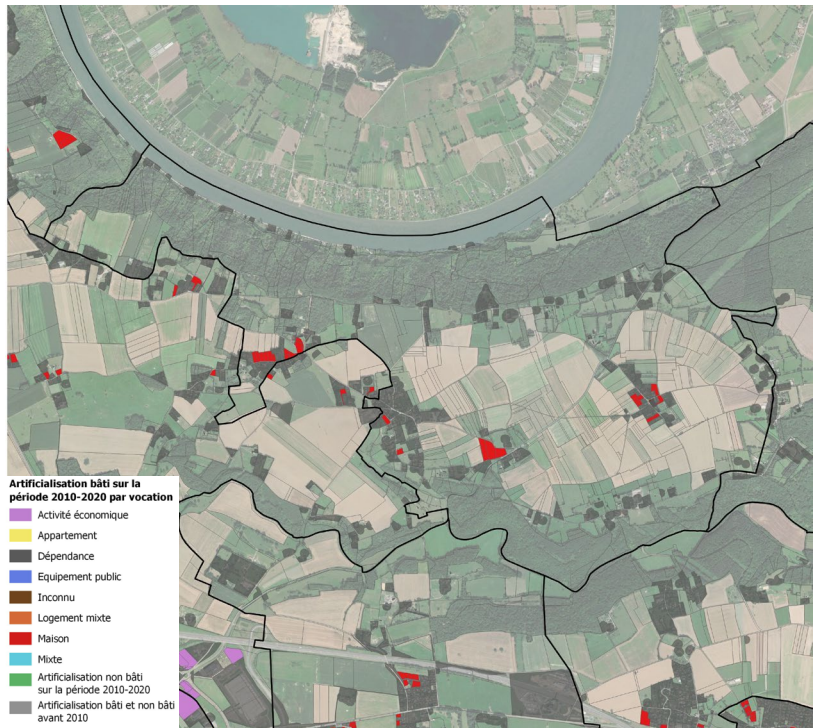 Artificialisation bâti sur la
période 2010-2020 par vocation
Activité économique
Appartement
Dépendance
Equipement public
Inconnu
Logement mixte
Maison
Mixte
Artificialisation non bâti
sur la période 2010-2020
Artificialisation bâti et non bâti
avant 2010